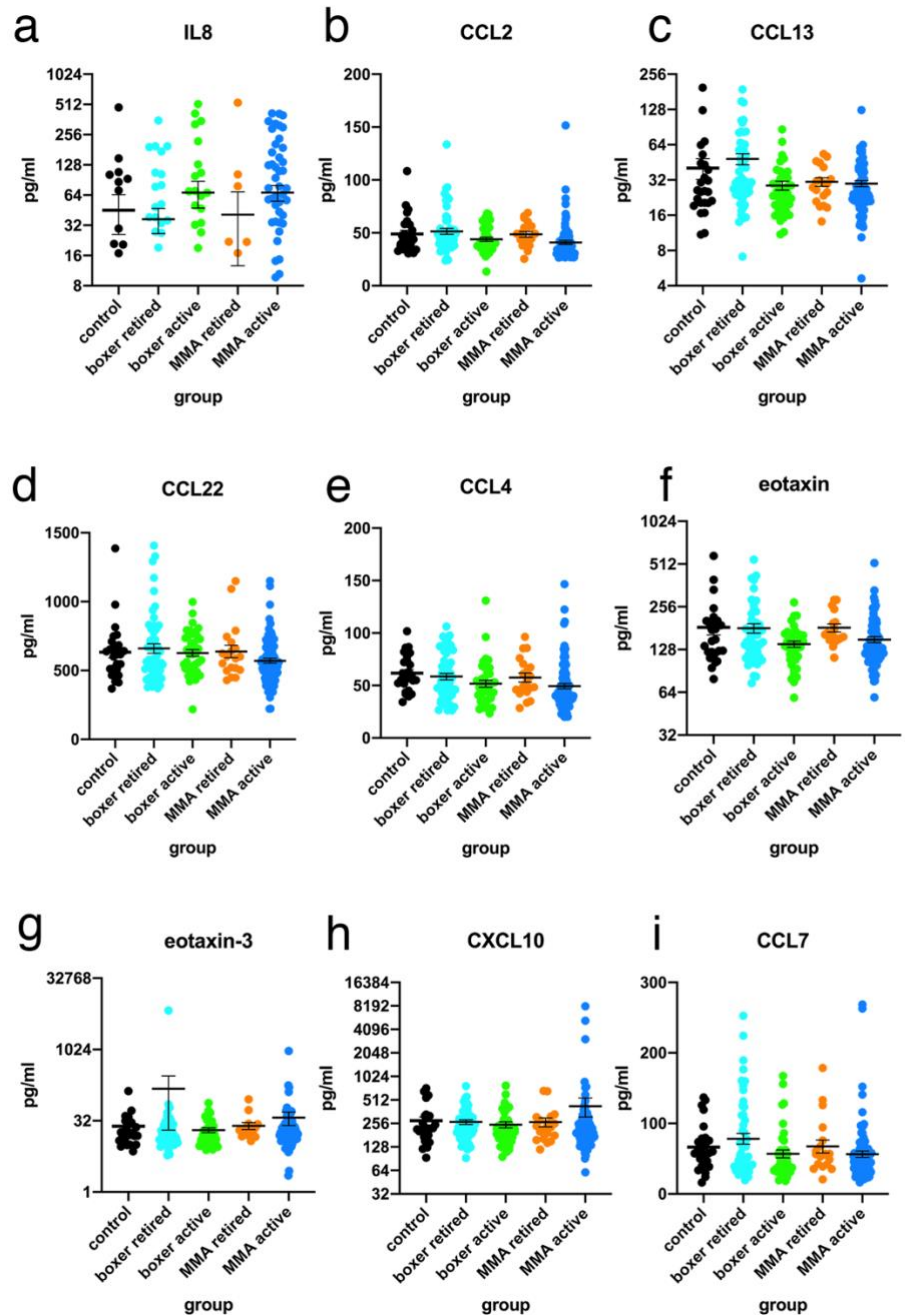 a
IL8
pg/ml
1024
512
256
128
64
32
16
8
control
boxer retired
boxer active
MMA retired
MMA active
group
b
CCL2
pg/ml
200
150
100
50
0
control
boxer retired
boxer active
MMA retired
MMA active
group
c
CCL13
pg/ml
256
128
64
32
16
8
4
control
boxer retired
boxer active
MMA retired
MMA active
group
d
CCL22
pg/ml
1500
1000
500
0
control
boxer retired
boxer active
MMA retired
MMA active
group
e
CCL4
pg/ml
200
150
100
50
0
control
boxer retired
boxer active
MMA retired
MMA active
group
f
eotaxin
pg/ml
1024
512
256
128
64
32
control
boxer retired
boxer active
MMA retired
MMA active
group
g
eotaxin-3
pg/ml
32768
1024
32
1
control
boxer retired
boxer active
MMA retired
MMA active
group
h
CXCL10
pg/ml
16384
8192
4096
2048
1024
512
256
128
64
32
control
boxer retired
boxer active
MMA retired
MMA active
group
i
CCL7
pg/ml
300
200
100
0
control
boxer retired
boxer active
MMA retired
MMA active
group